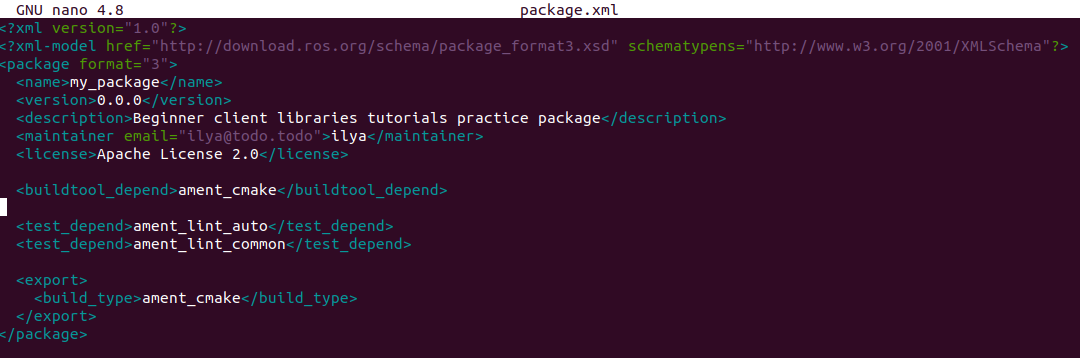 GNU nano 4.8 package.xml
<?xml version="1.0"?>
<?xml-model href="http://download.ros.org/schema/package_format3.xsd" schematypens="http://www.w3.org/2001/XMLSchema"?>
<package format="3">
  <name>my_package</name>
  <version>0.0.0</version>
  <description>Beginner client libraries tutorials practice package</description>
  <maintainer email="ilya@todo.todo">ilya</maintainer>
  <license>Apache License 2.0</license>
  <buildtool_depend>ament_cmake</buildtool_depend>
  <test_depend>ament_lint_auto</test_depend>
  <test_depend>ament_lint_common</test_depend>
  <export>
    <build_type>ament_cmake</build_type>
  </export>
</package>